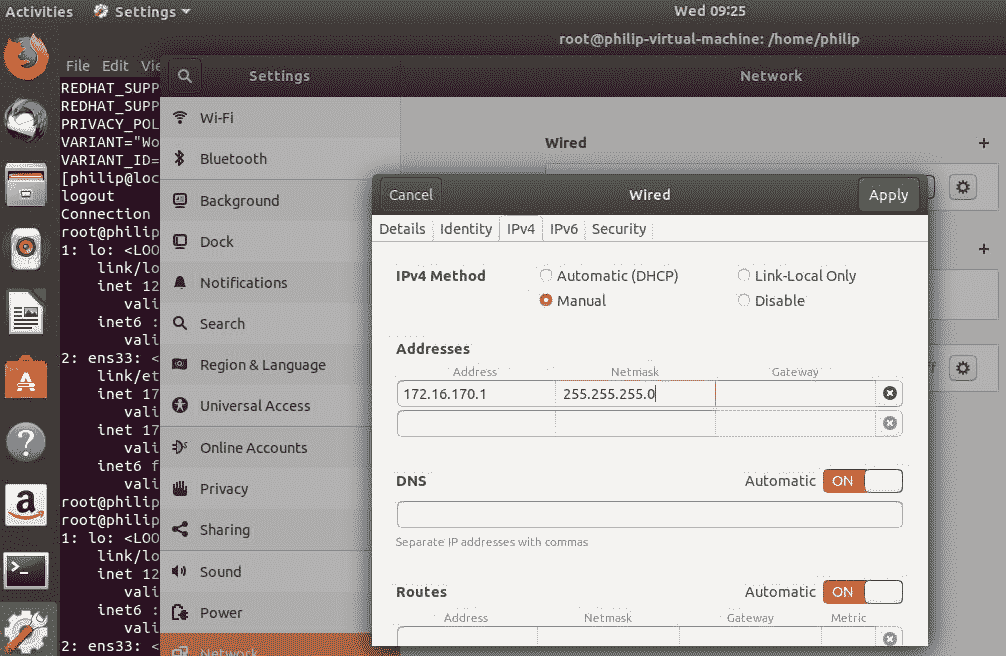 Activities Settings Wed 09:25
root@philip-virtual-machine: /home/philip
File Edit Vie
Settings Network
REDHAT_SUPP
REDHAT_SUPP
PRIVACY_POL
VARIANT="Wo
VARIANT_ID=
[philip@loc
logout
Connection
root@philip
1: lo: <LOO
link/lo
inet 12
vali
inet6 :
vali
2: ens33: <
link/et
inet 17
vali
inet 17
vali
inet6 f
vali
root@philip
root@philip
1: lo: <LOO
link/lo
inet 12
vali
inet6 :
vali
2: ens33: <
Wi-Fi
Bluetooth
Background
Dock
Notifications
Search
Region & Language
Universal Access
Online Accounts
Privacy
Sharing
Sound
Power
Network
Wired +
+
Cancel Wired Apply
Details Identity IPv4 IPv6 Security
IPv4 Method Automatic (DHCP) Link-Local Only
Manual Disable
Addresses
Address Netmask Gateway
172.16.170.1 255.255.255.0
DNS Automatic ON
Separate IP addresses with commas
Routes Automatic ON
Address Netmask Gateway Metric